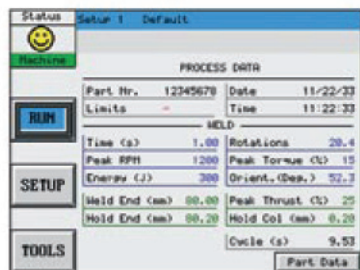 Status Setup 1 Default
Machine
PROCESS DATA
Part Nr. 12345678 Date 11/22/33
Limits - Time 11:22:33
RUN
WELD
Time (s) 1.00 Rotations 20.4
Peak RPM 1200 Peak Torque (%) 15
Energy (J) 300 Orient.(Deg.) 52.3
SETUP
Weld End (mm) 80.00 Peak Thrust (%) 25
Hold End (mm) 80.20 Hold Col (mm) 0.20
Cycle (s) 9.53
TOOLS
Part Data